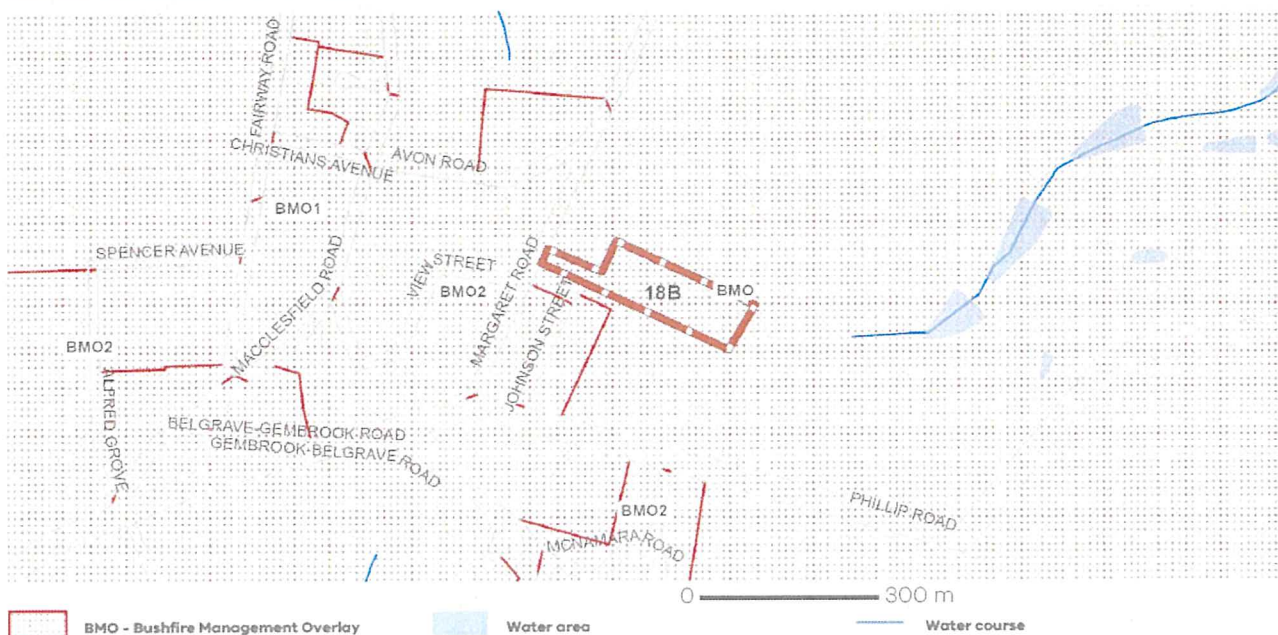 FAIRWAY ROAD
CHRISTIANS AVENUE
AVON ROAD
BMO1
SPENCER AVENUE
MACCLESFIELD ROAD
VIEW STREET
BMO2
MARGARET ROAD
JOHNSON STREET
18B
BMO
BMO2
ALFRED GROVE
BELGRAVE-GEMBROOK-ROAD
GEMBROOK-BELGRAVE ROAD
BMO2
MCNAMARA ROAD
PHILLIP ROAD
0 300 m
BMO - Bushfire Management Overlay
Water area
Water course